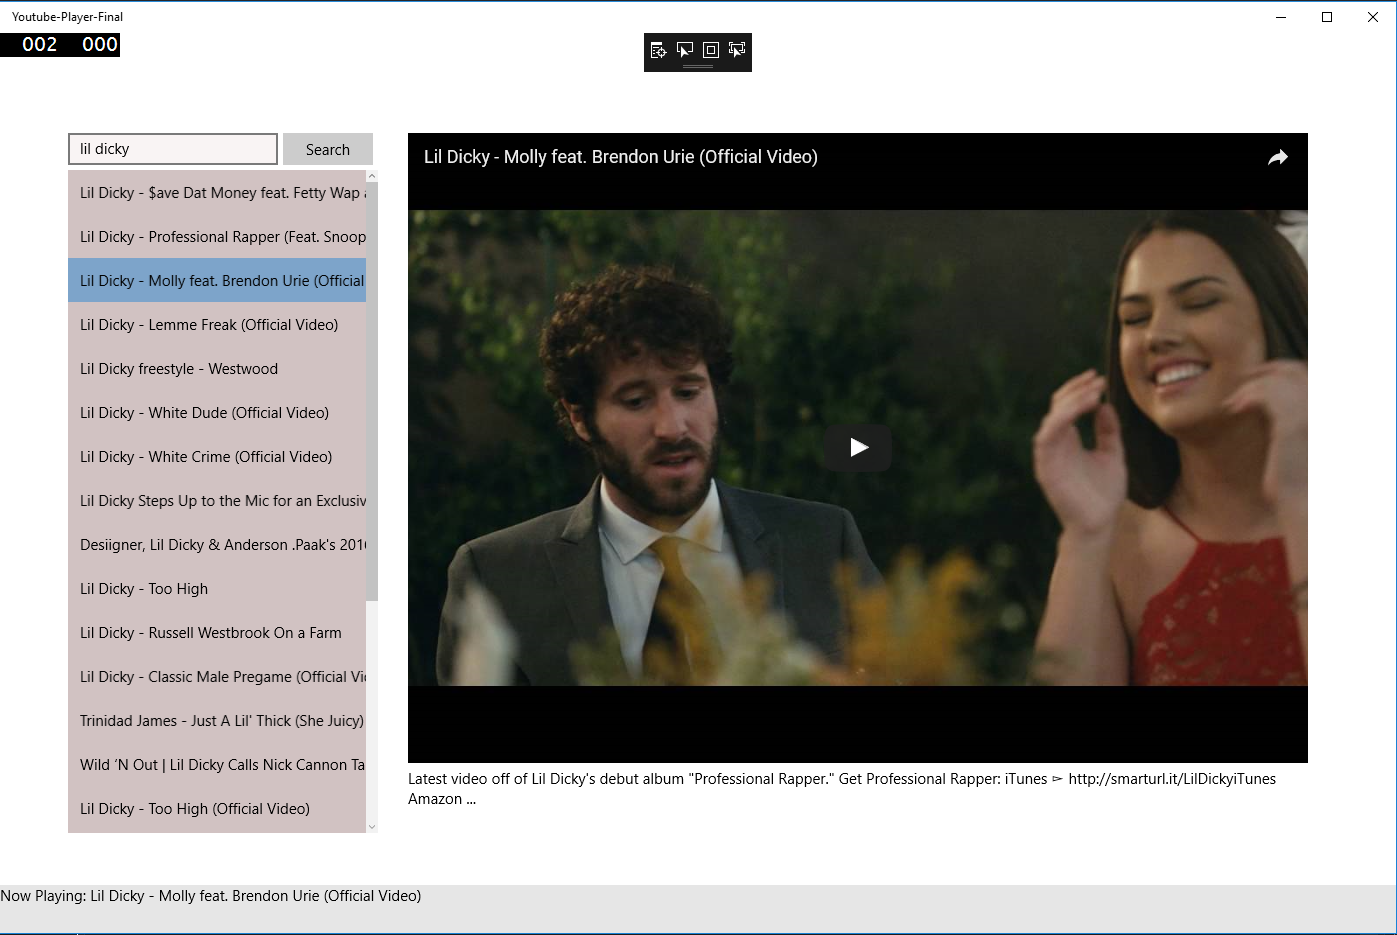 Youtube-Player-Final
002 000
lil dicky
Search
Lil Dicky - $ave Dat Money feat. Fetty Wap
Lil Dicky - Professional Rapper (Feat. Snoop
Lil Dicky - Molly feat. Brendon Urie (Official
Lil Dicky - Lemme Freak (Official Video)
Lil Dicky freestyle - Westwood
Lil Dicky - White Dude (Official Video)
Lil Dicky - White Crime (Official Video)
Lil Dicky Steps Up to the Mic for an Exclusiv
Desiigner, Lil Dicky & Anderson .Paak's 201
Lil Dicky - Too High
Lil Dicky - Russell Westbrook On a Farm
Lil Dicky - Classic Male Pregame (Official Vi
Trinidad James - Just A Lil' Thick (She Juicy)
Wild ‘N Out | Lil Dicky Calls Nick Cannon Ta
Lil Dicky - Too High (Official Video)
Lil Dicky - Molly feat. Brendon Urie (Official Video)
Latest video off of Lil Dicky's debut album "Professional Rapper." Get Professional Rapper: iTunes ► http://smarturl.it/LilDickyiTunes
Amazon ...
Now Playing: Lil Dicky - Molly feat. Brendon Urie (Official Video)